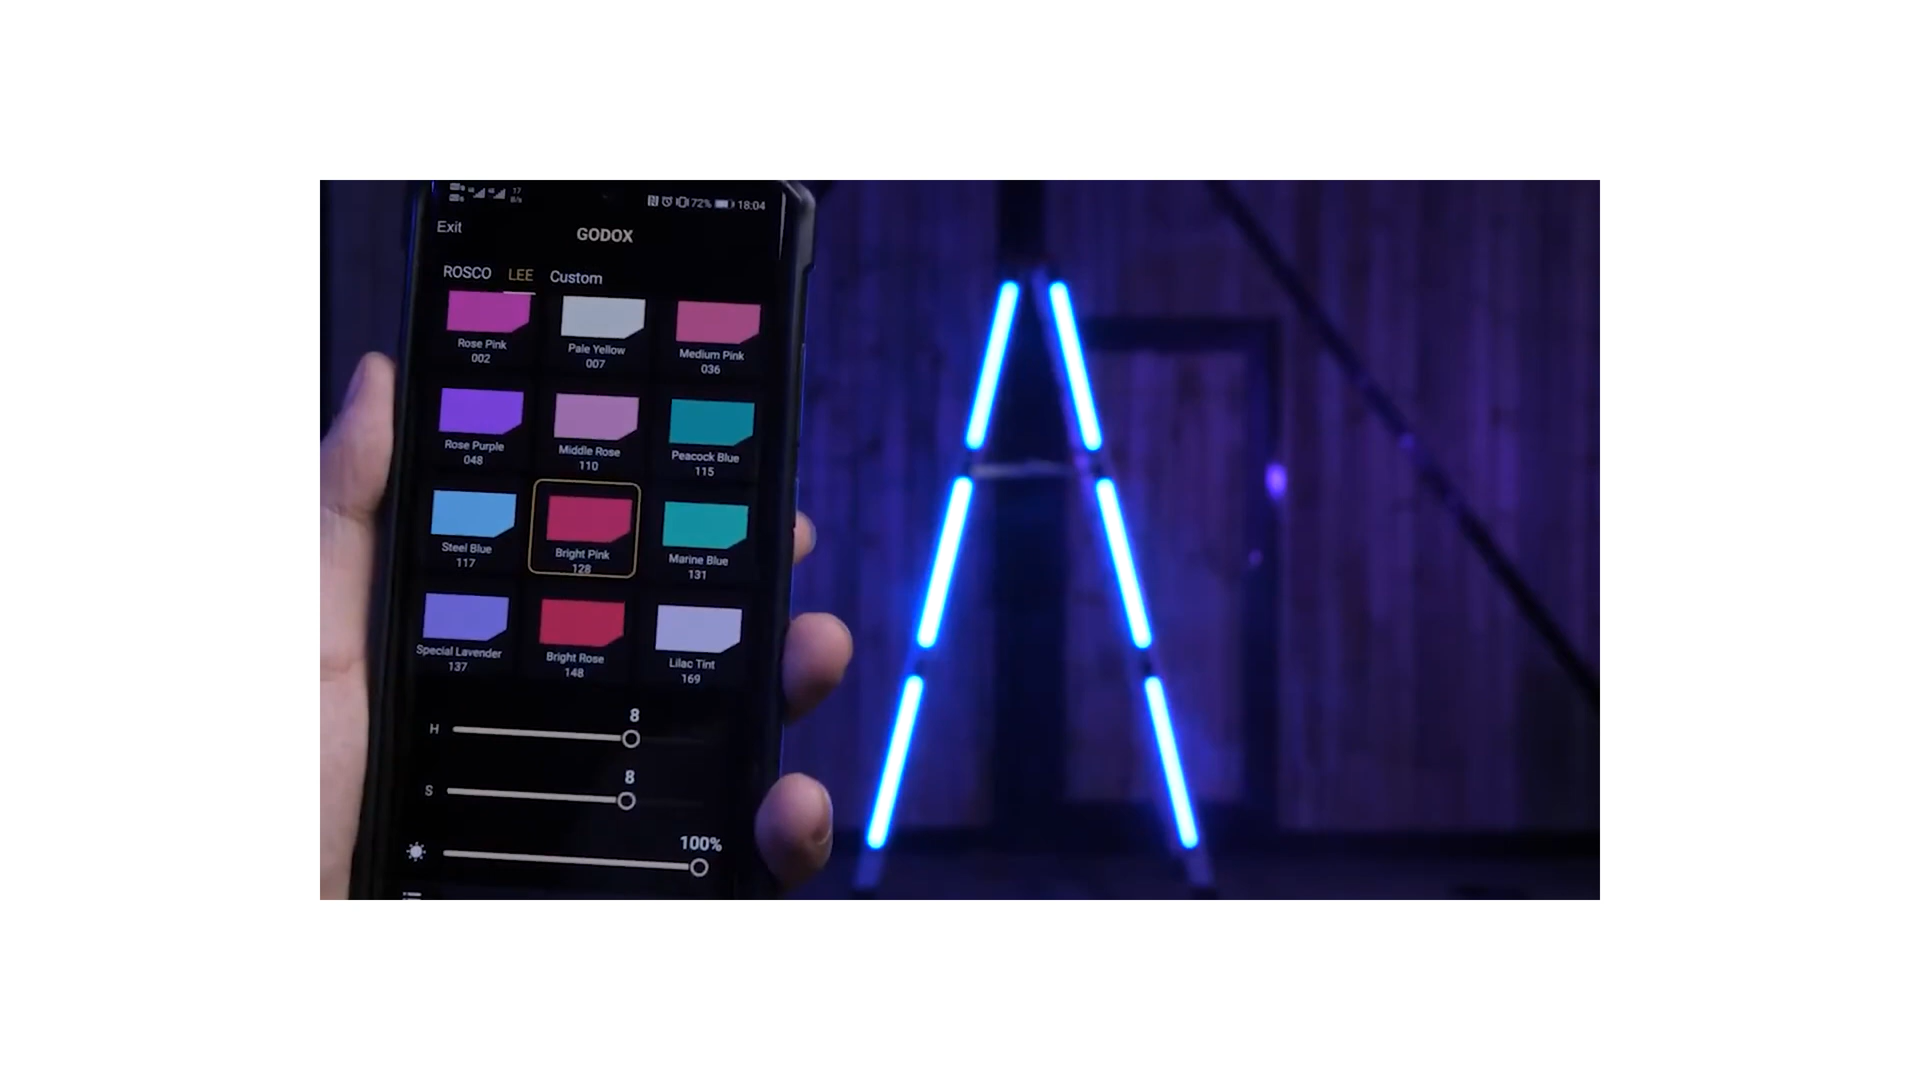 17
72% 18:04
Exit
GODOX
ROSCO LEE Custom
Rose Pink
002
Pale Yellow
007
Medium Pink
036
Rose Purple
048
Middle Rose
110
Peacock Blue
115
Steel Blue
117
Bright Pink
128
Marine Blue
131
Special Lavender
137
Bright Rose
148
Lilac Tint
169
H 8
S 8
100%